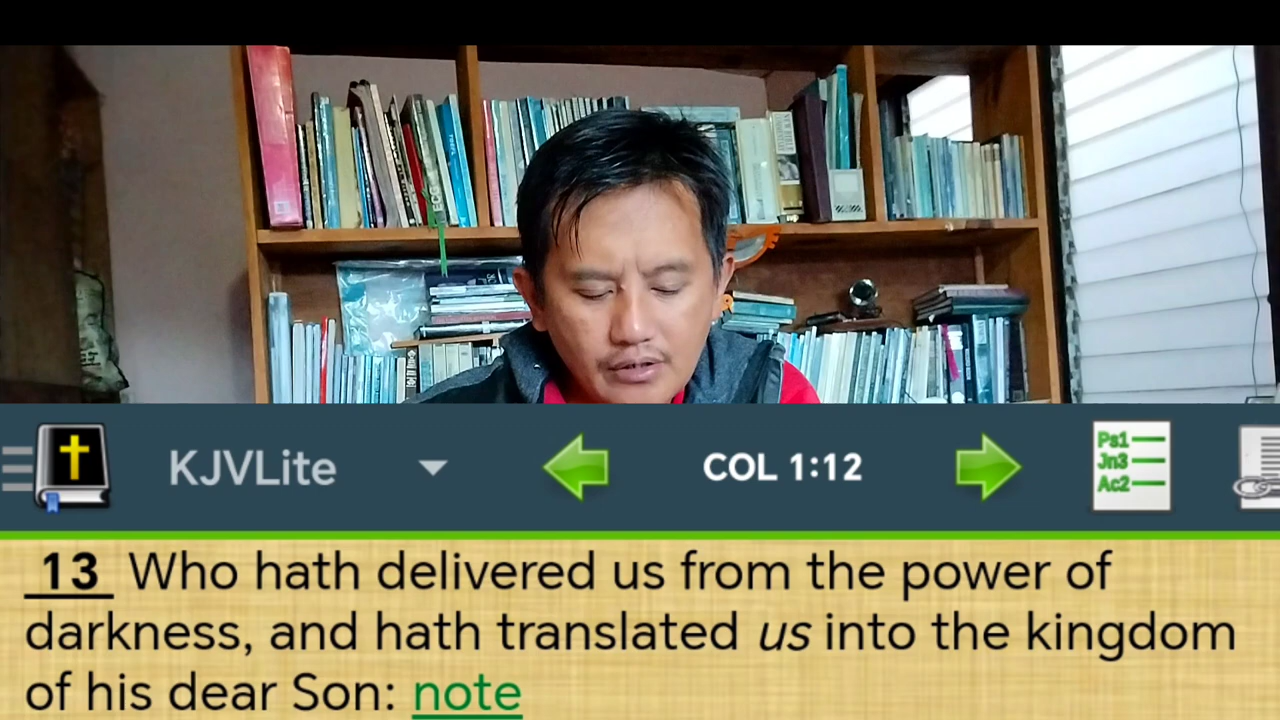 KJVLite
COL 1:12
Ps1
Jn3
Ac2
13 Who hath delivered us from the power of
darkness, and hath translated us into the kingdom
of his dear Son: note